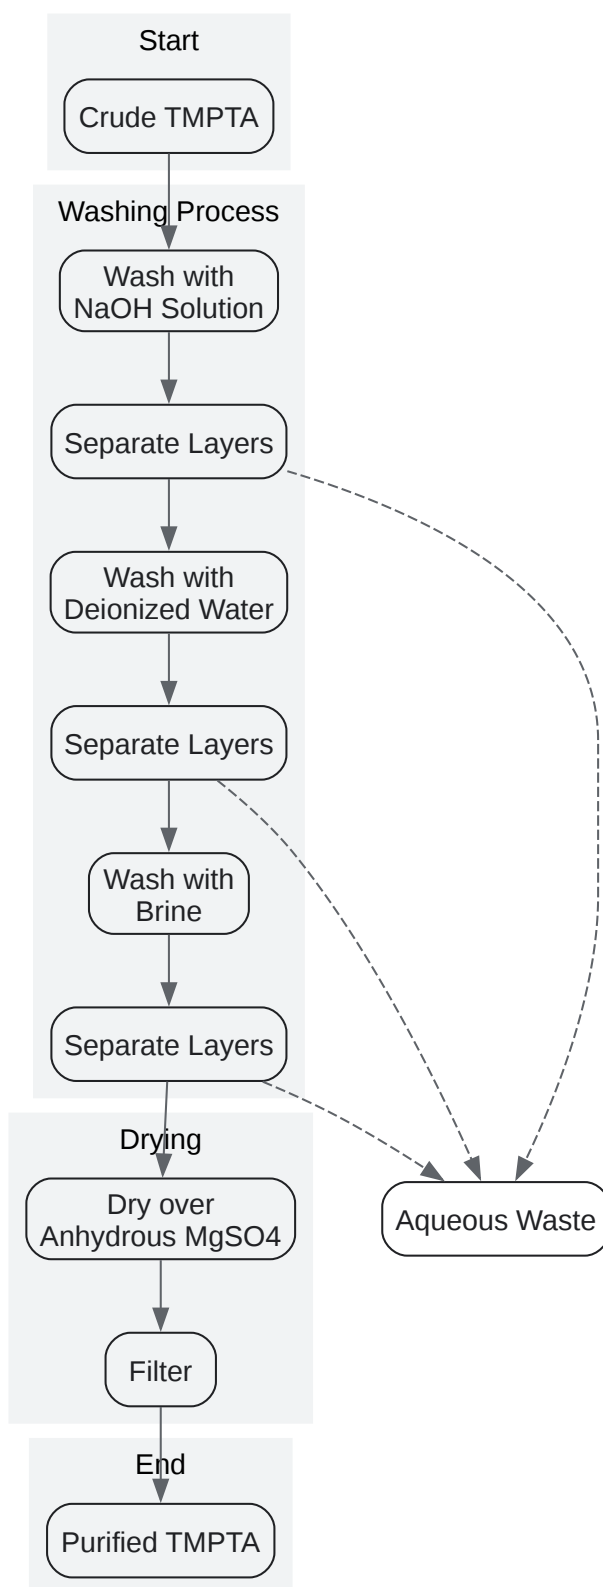 Start
Crude TMPTA
Washing Process
Wash with
NaOH Solution
Separate Layers
Wash with
Deionized Water
Separate Layers
Wash with
Brine
Separate Layers
Drying
Dry over
Anhydrous MgSO4
Aqueous Waste
Filter
End
Purified TMPTA